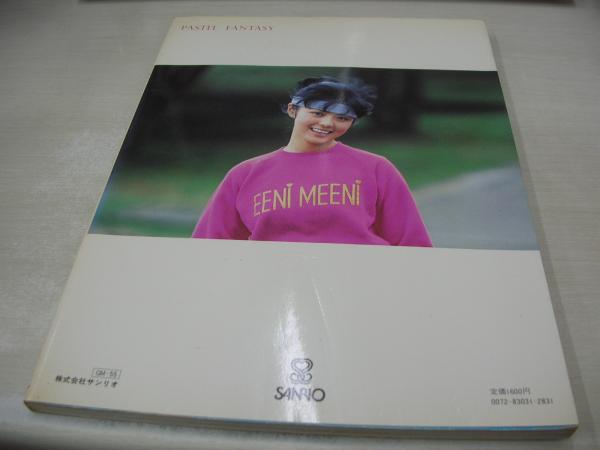 PASTEL FANTASY
EENI MEENI
GM-55
株式会社サンリオ
SANRIO
定価1600円
0072-83031-2831